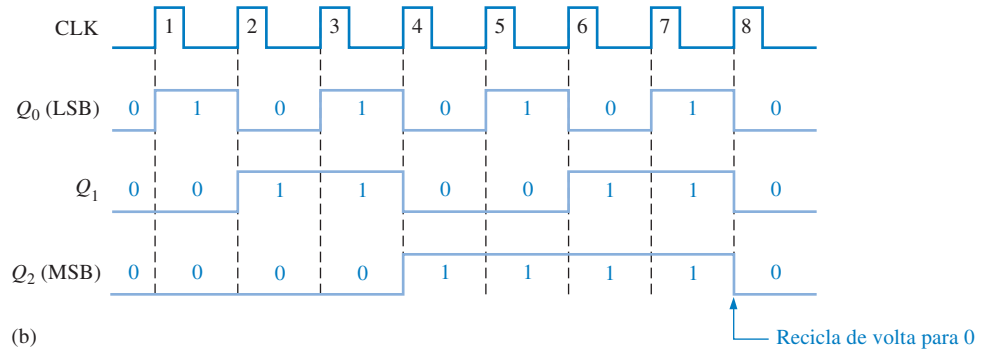 CLK 1 2 3 4 5 6 7 8
Q0 (LSB) 0 1 0 1 0 1 0 1 0
Q1 0 0 1 1 0 0 1 1 0
Q2 (MSB) 0 0 0 0 1 1 1 1 0
(b) Recicla de volta para 0